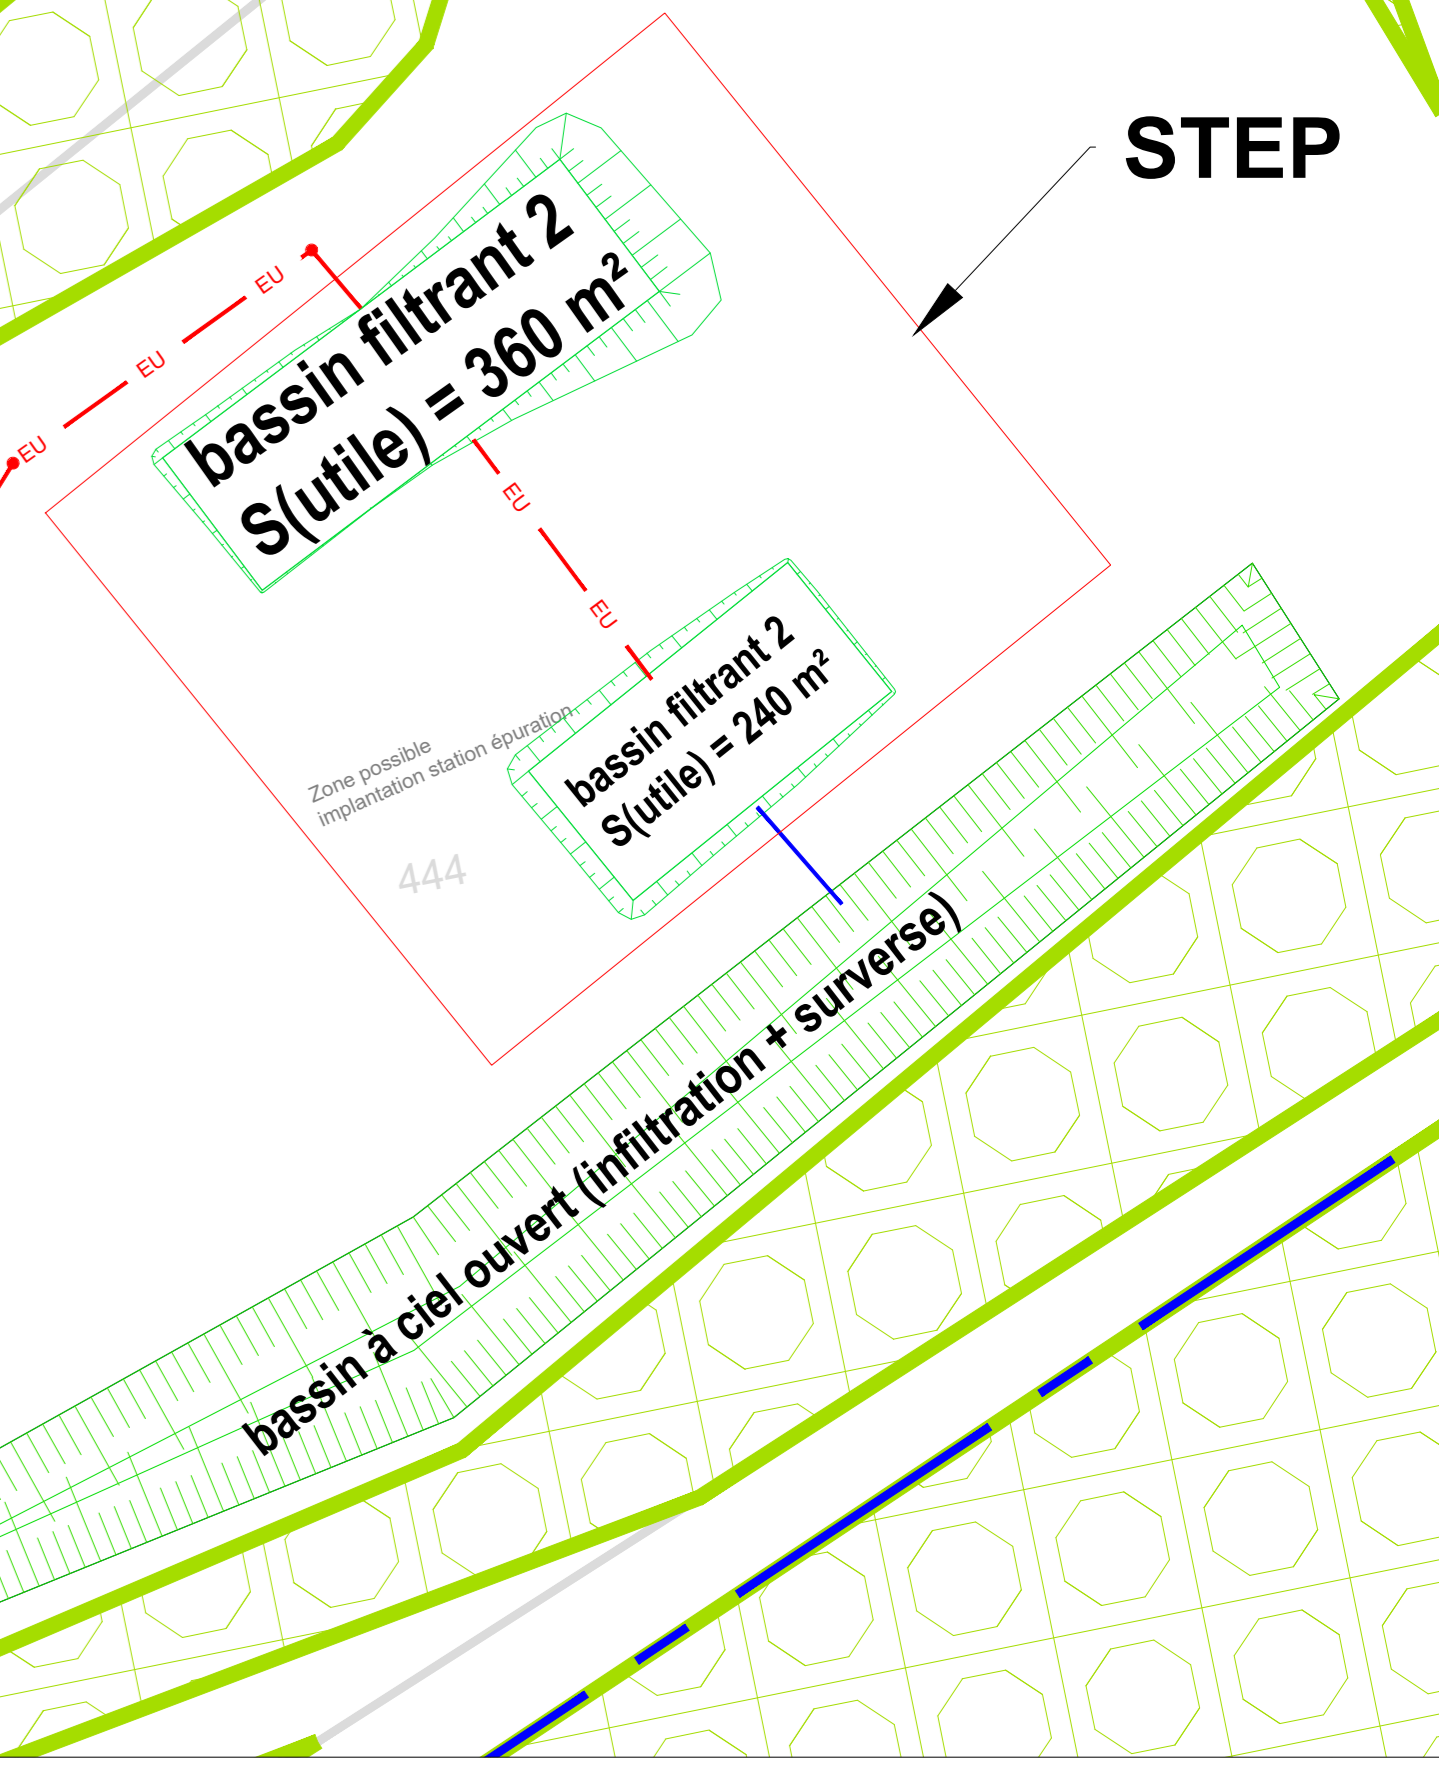 STEP
bassin filtrant 2
S(utile) = 360 m²
EU
EU
EU
EU
EU
bassin filtrant 2
S(utile) = 240 m²
Zone possible
implantation station épuration
444
bassin à ciel ouvert (infiltration + surverse)